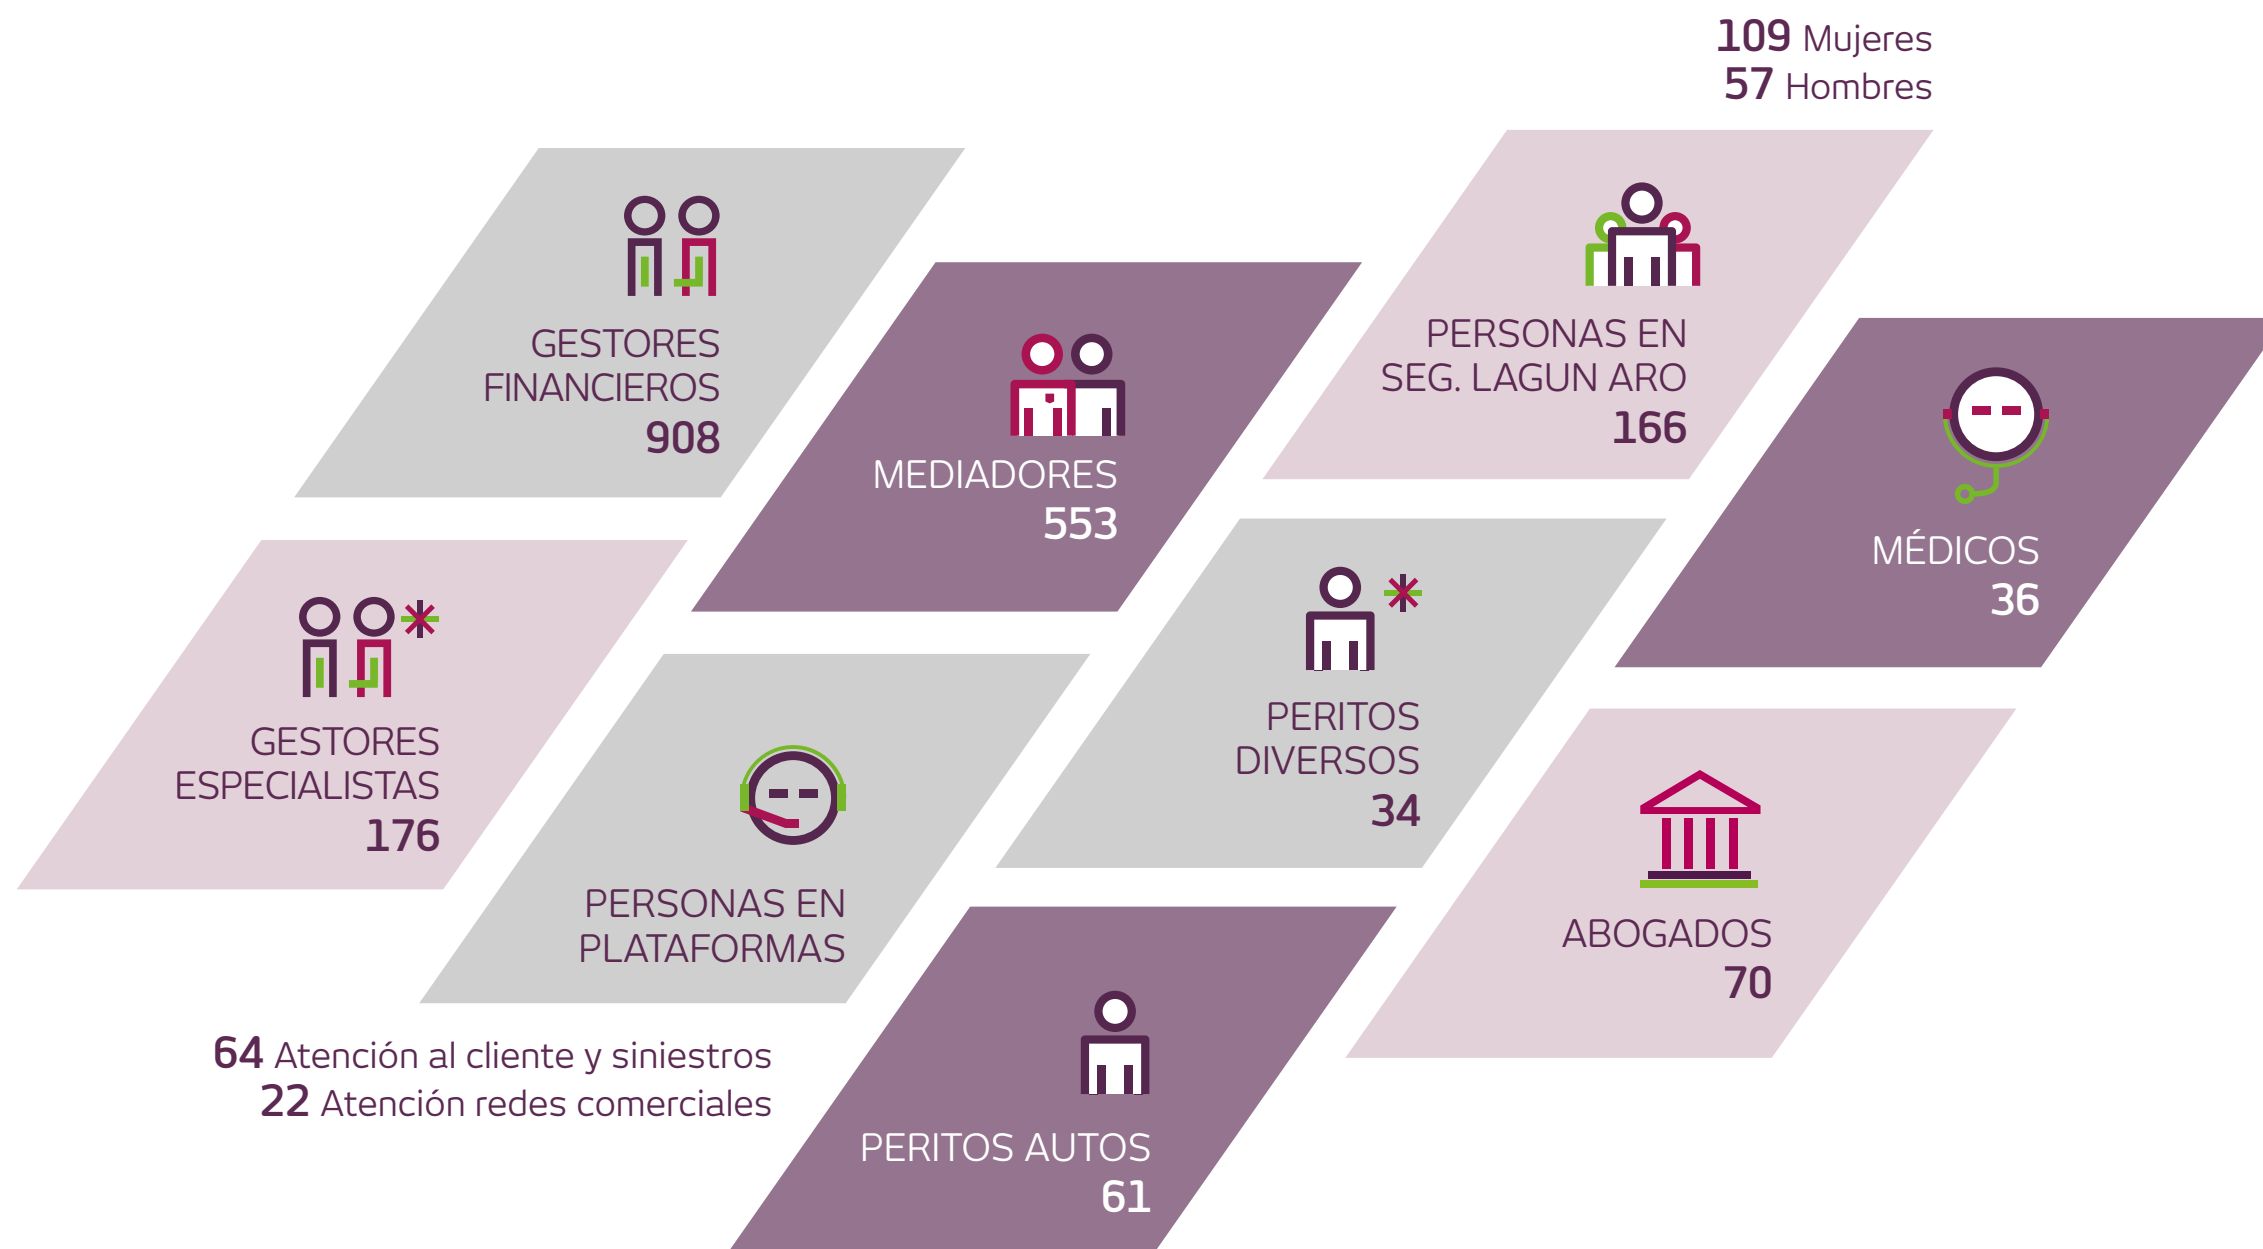 109 Mujeres
57 Hombres
GESTORES
FINANCIEROS
908
MEDIADORES
553
PERSONAS EN
SEG. LAGUN ARO
166
MÉDICOS
36
GESTORES
ESPECIALISTAS
176
PERSONAS EN
PLATAFORMAS
64 Atención al cliente y siniestros
22 Atención redes comerciales
PERITOS
DIVERSOS
34
ABOGADOS
70
PERITOS AUTOS
61